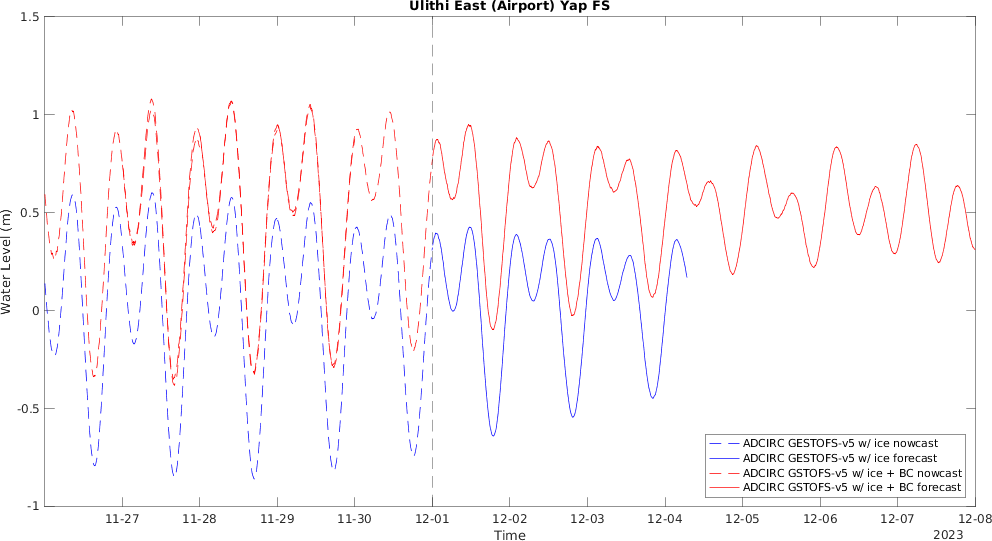 Ulithi East (Airport) Yap FS
1.5
1
0.5
0
-0.5
-1
Water Level (m)
11-27 11-28 11-29 11-30 12-01 12-02 12-03 12-04 12-05 12-06 12-07 12-08
Time
2023
ADCIRC GESTOFS-v5 w/ ice nowcast
ADCIRC GESTOFS-v5 w/ ice forecast
ADCIRC GSTOFS-v5 w/ ice + BC nowcast
ADCIRC GSTOFS-v5 w/ ice + BC forecast